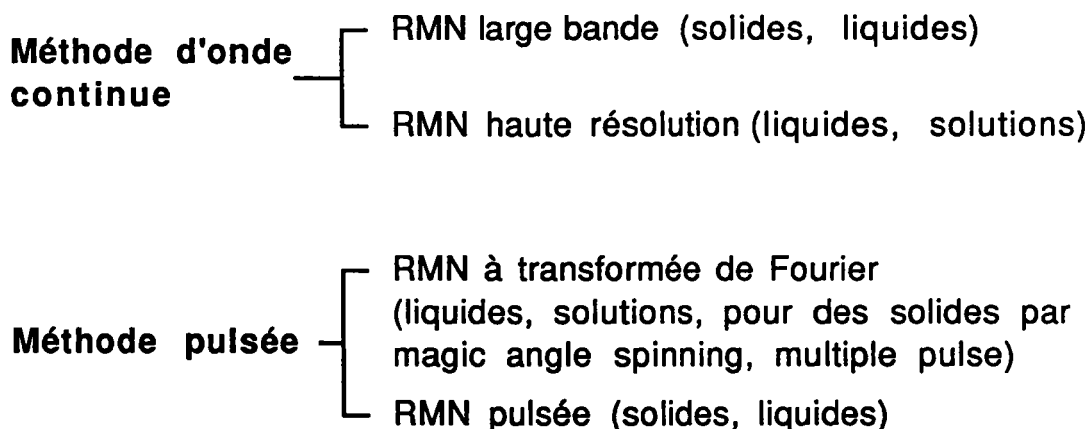 Méthode d'onde
continue
RMN large bande (solides, liquides)
RMN haute résolution (liquides, solutions)
Méthode pulsée
RMN à transformée de Fourier
(liquides, solutions, pour des solides par
magic angle spinning, multiple pulse)
RMN pulsée (solides, liquides)